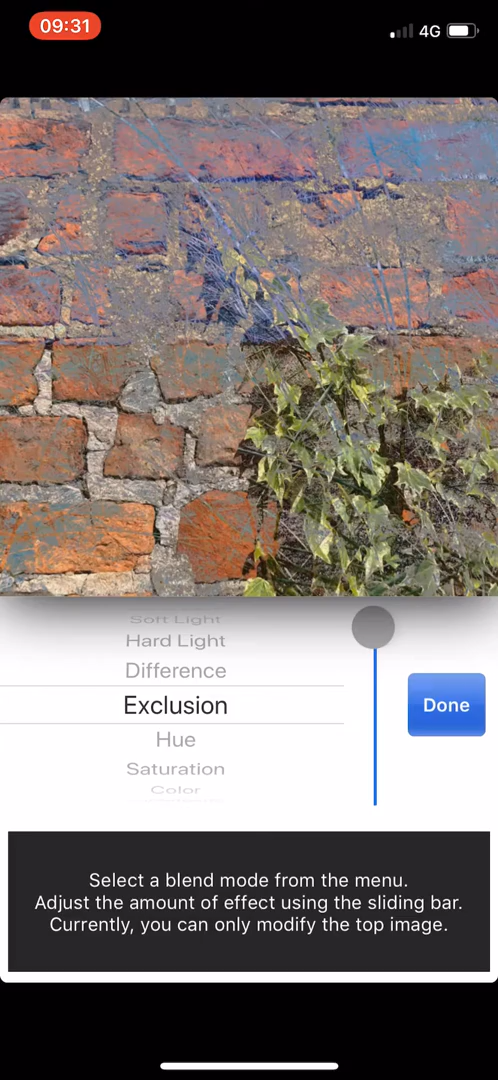 09:31
4G
Soft Light
Hard Light
Difference
Exclusion
Done
Hue
Saturation
Color
Select a blend mode from the menu.
Adjust the amount of effect using the sliding bar.
Currently, you can only modify the top image.